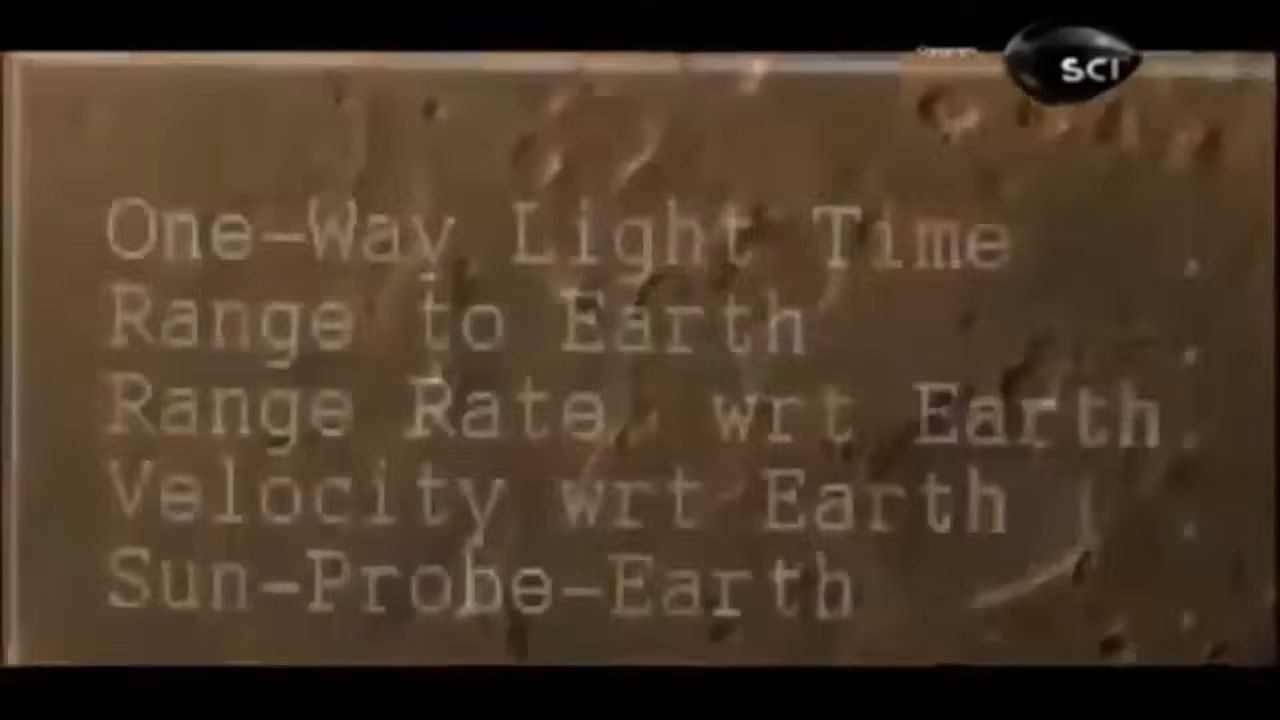 SCI
One-Way Light Time
Range to Earth
Range Rate, wrt Earth
Velocity wrt Earth
Sun-Probe-Earth